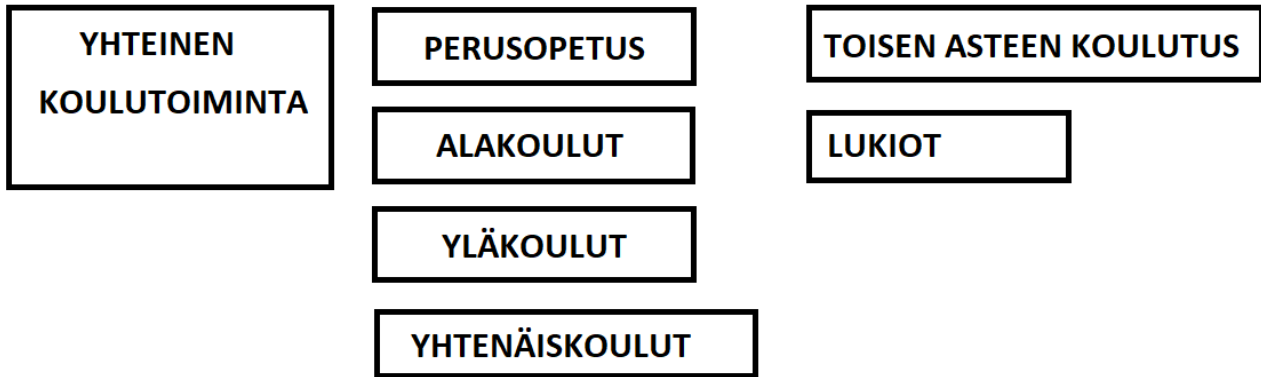 YHTEINEN
KOULUTOIMINTA
PERUSOPETUS
ALAKOULUT
YLÄKOULUT
YHTENÄISKOULUT
TOISEN ASTEEN KOULUTUS
LUKIOT